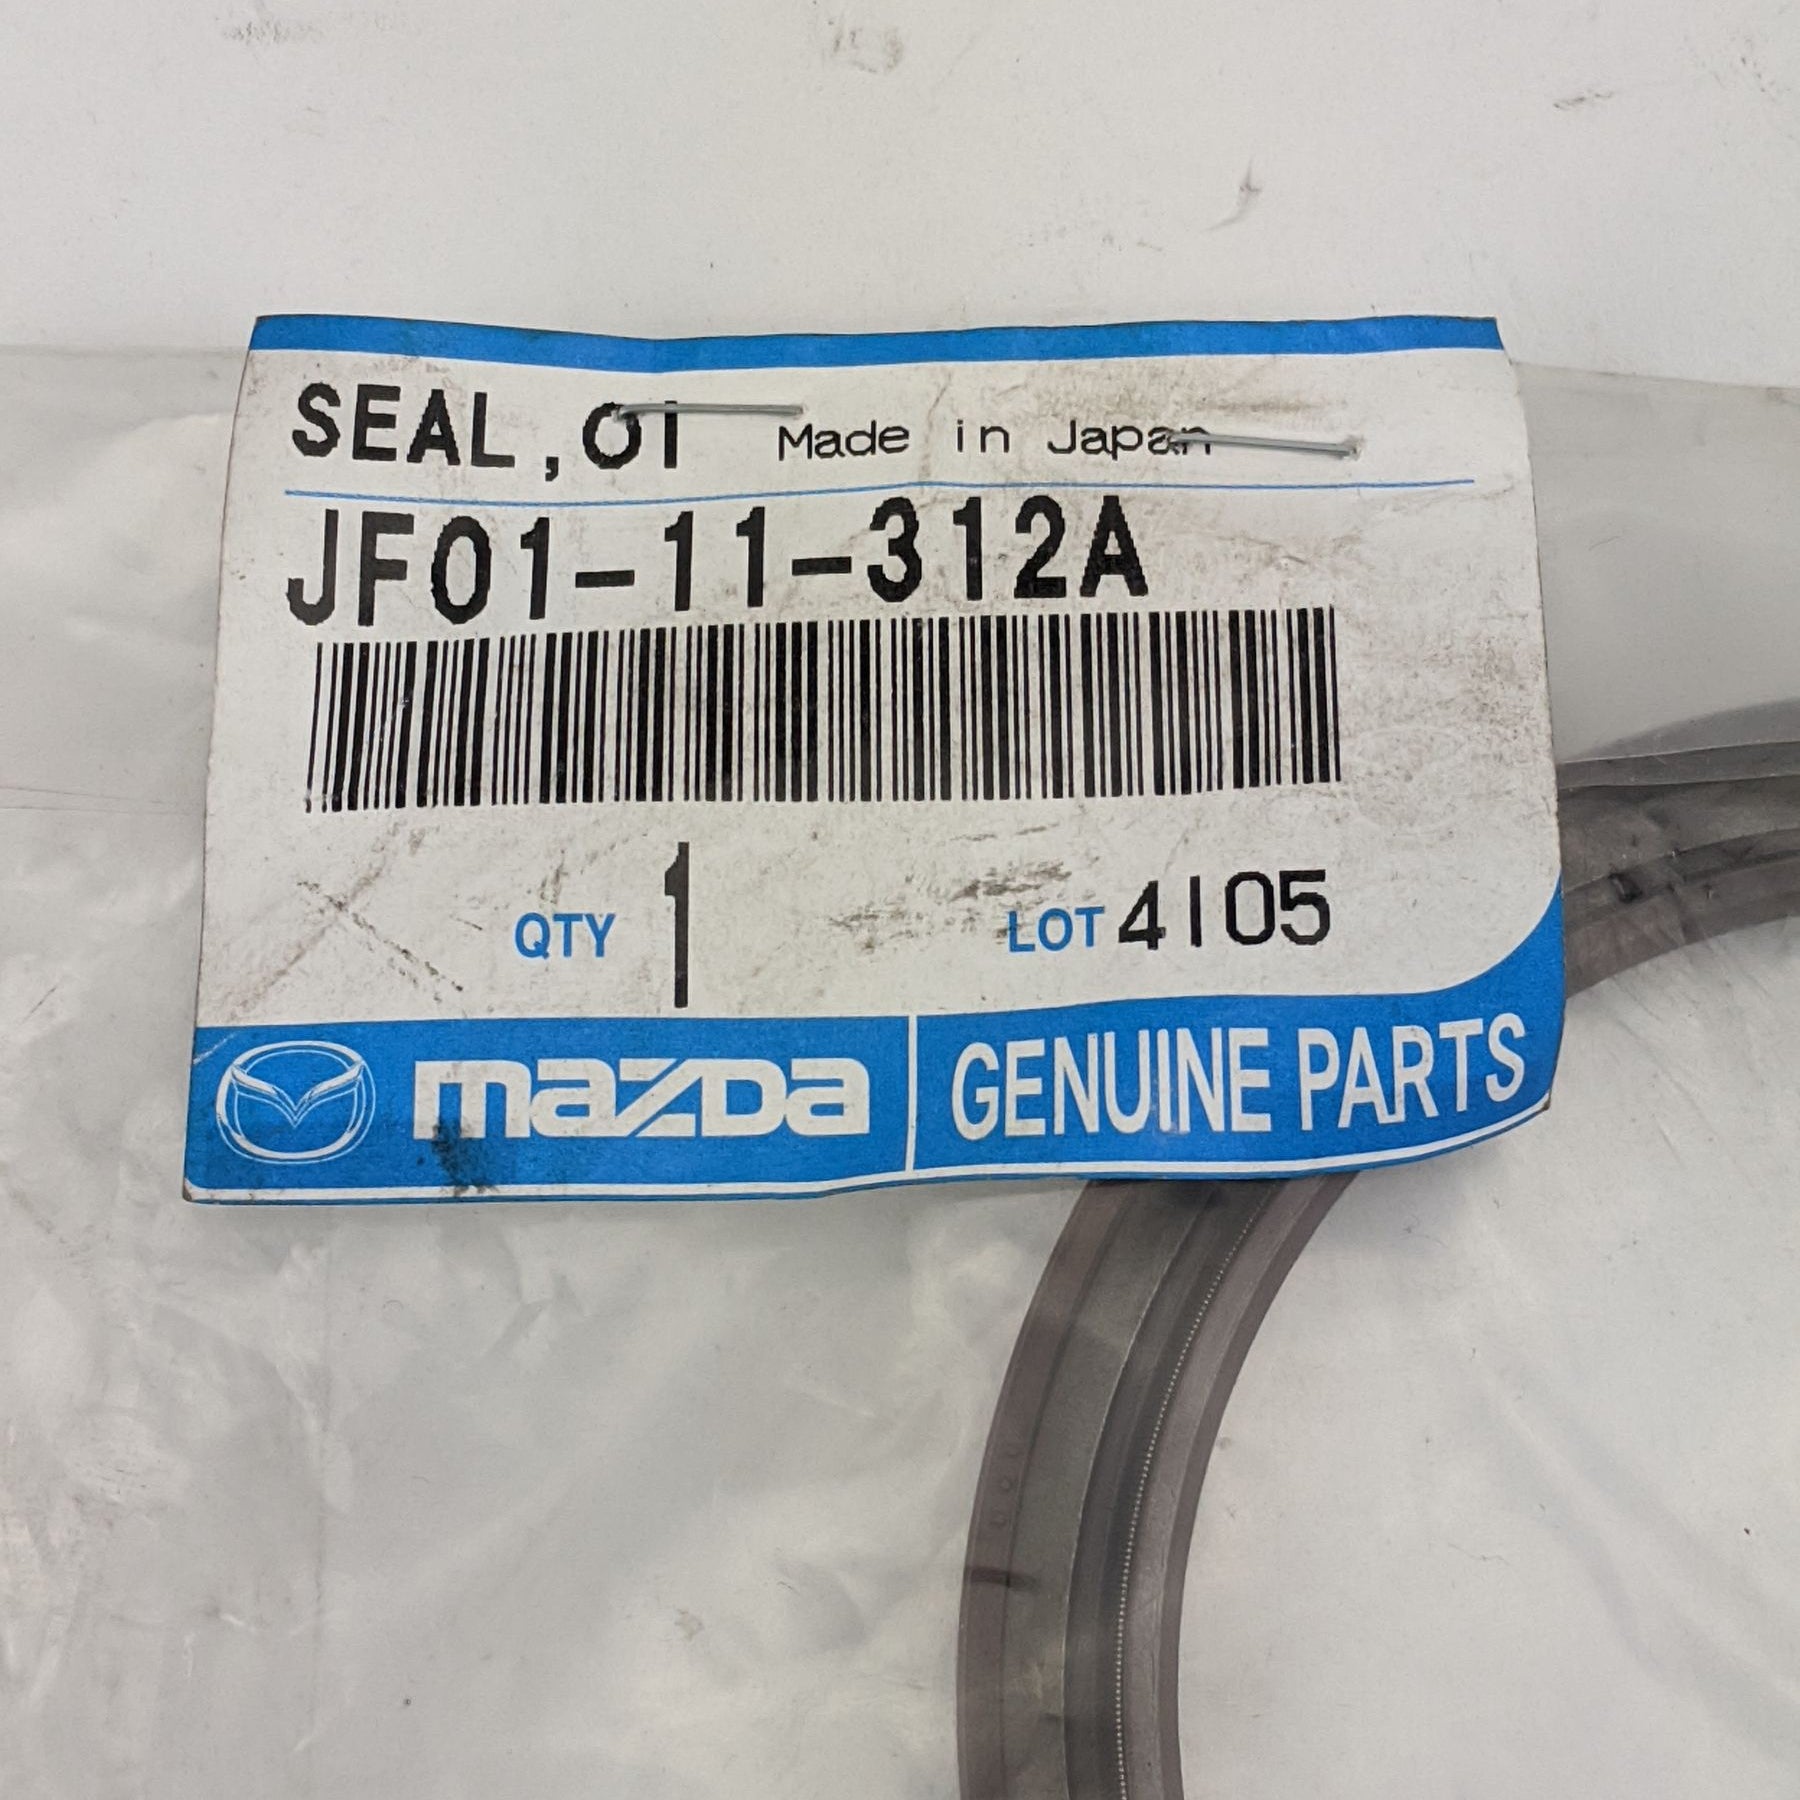 SEAL,OI Made in Japan
JF01-11-312A
QTY 1 LOT 4105
mazda GENUINE PARTS